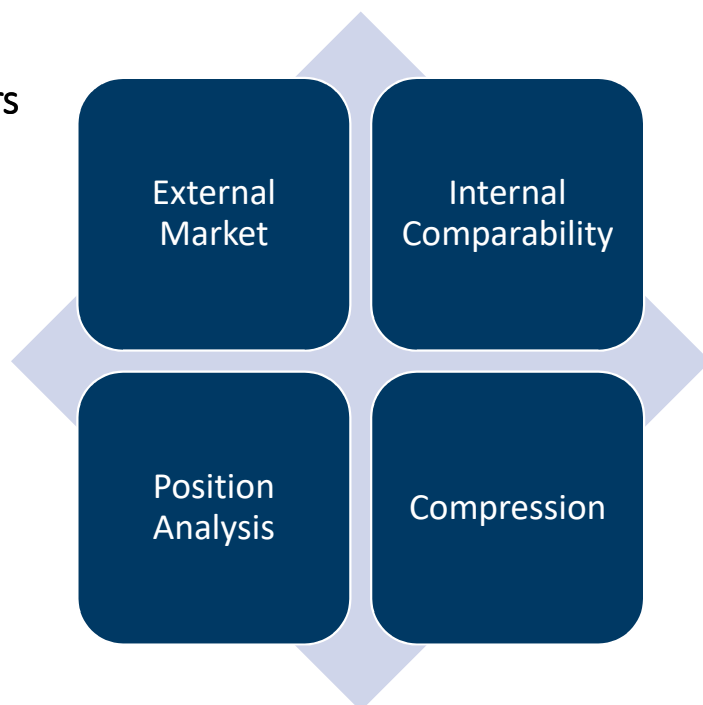 External
Market
Internal
Comparability
Position
Analysis
Compression